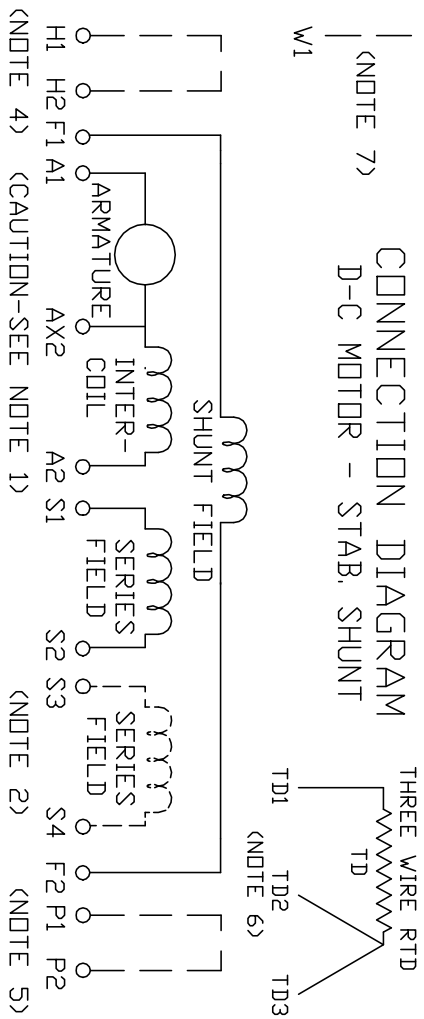 CONNECTION DIAGRAM
D-C MOTOR - STAB. SHUNT
THREE WIRE RTD
TD
TD1 TD2 TD3
(NOTE 6)
W1
(NOTE 7)
SHUNT FIELD
ARMATURE
INTER-
COIL
SERIES
FIELD
SERIES
FIELD
H1 H2 F1 A1 AX2 A2 S1 S2 S3 S4 F2 P1 P2
(NOTE 4) (CAUTION-SEE NOTE 1) (NOTE 2) (NOTE 5)